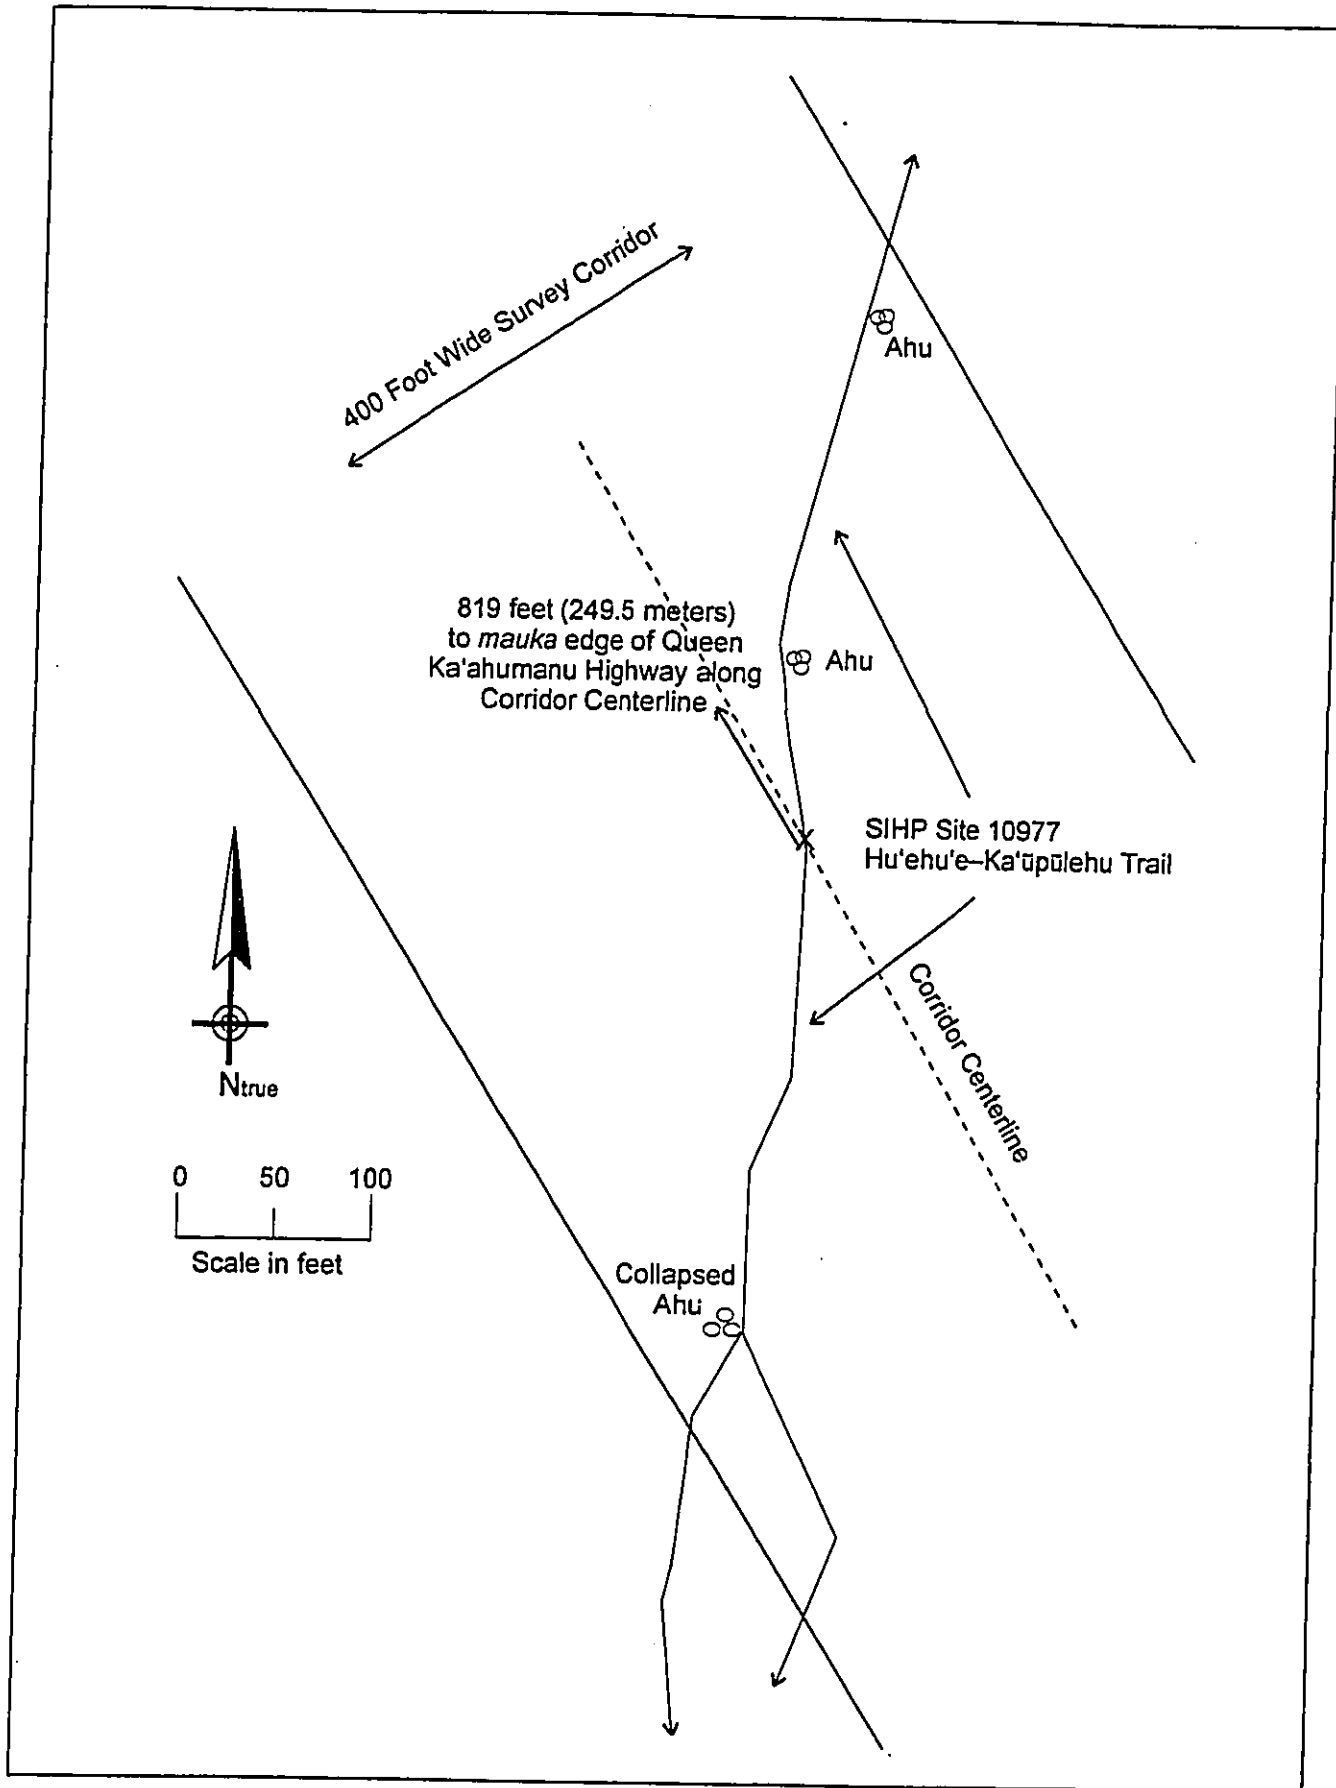 400 Foot Wide Survey Corridor
Ahu
819 feet (249.5 meters)
to mauka edge of Queen
Ka'ahumanu Highway along
Corridor Centerline
Ahu
SIHP Site 10977
Hu'ehu'e–Ka'ūpūlehu Trail
Corridor Centerline
Ntrue
0 50 100
Scale in feet
Collapsed
Ahu